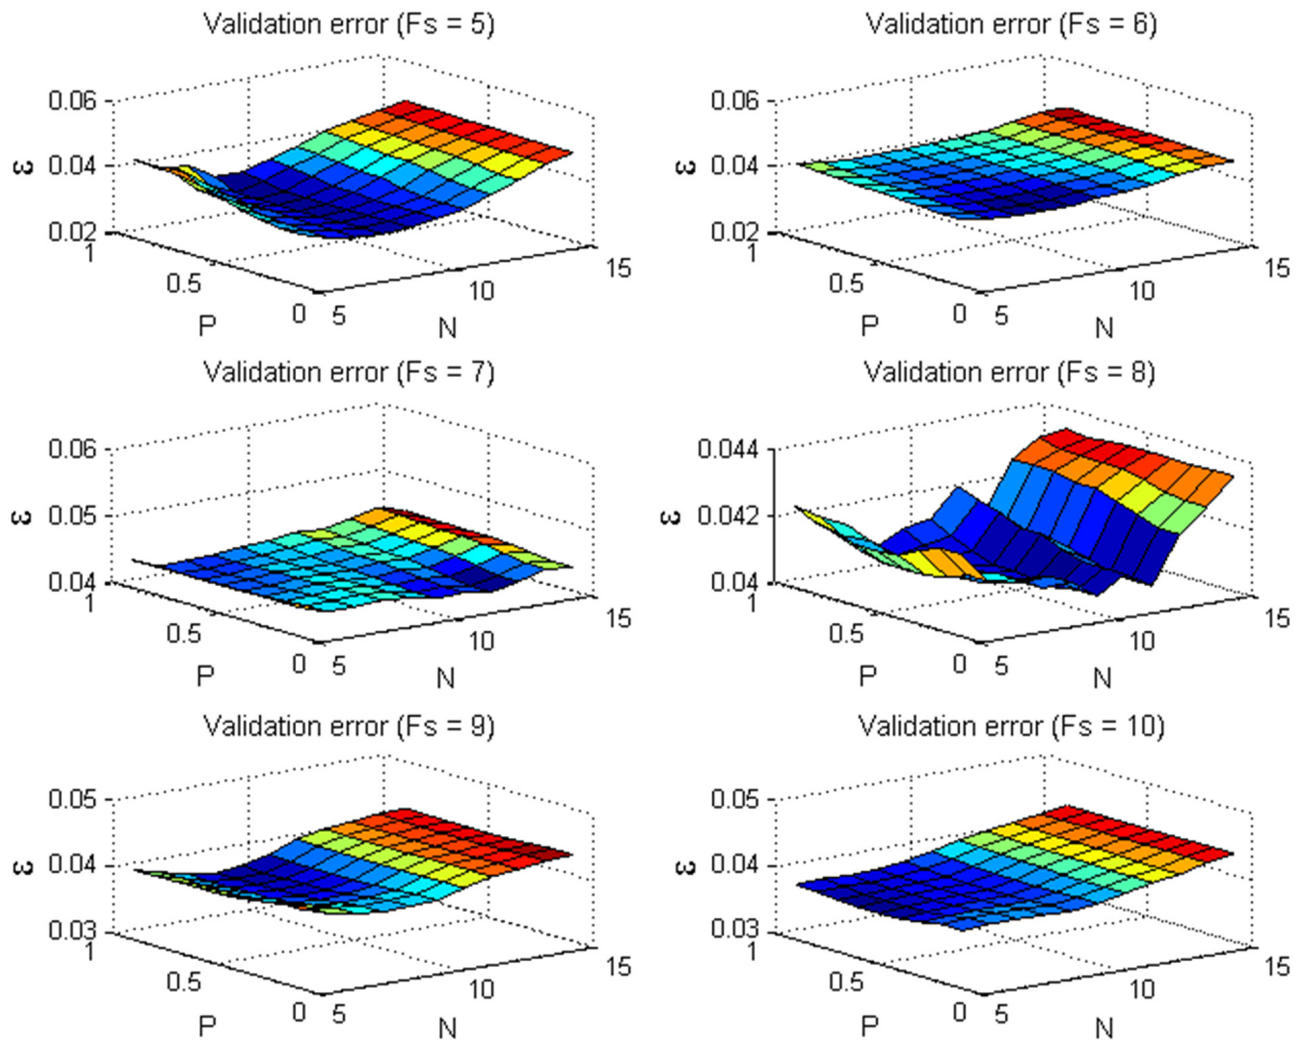 Validation error (Fs = 5)
0.06
0.04
0.02
ε
1
0.5
0
P
5
10
15
N
Validation error (Fs = 6)
0.06
0.04
0.02
ε
1
0.5
0
P
5
10
15
N
Validation error (Fs = 7)
0.06
0.05
0.04
ε
1
0.5
0
P
5
10
15
N
Validation error (Fs = 8)
0.044
0.042
0.04
ε
1
0.5
0
P
5
10
15
N
Validation error (Fs = 9)
0.05
0.04
0.03
ε
1
0.5
0
P
5
10
15
N
Validation error (Fs = 10)
0.05
0.04
0.03
ε
1
0.5
0
P
5
10
15
N